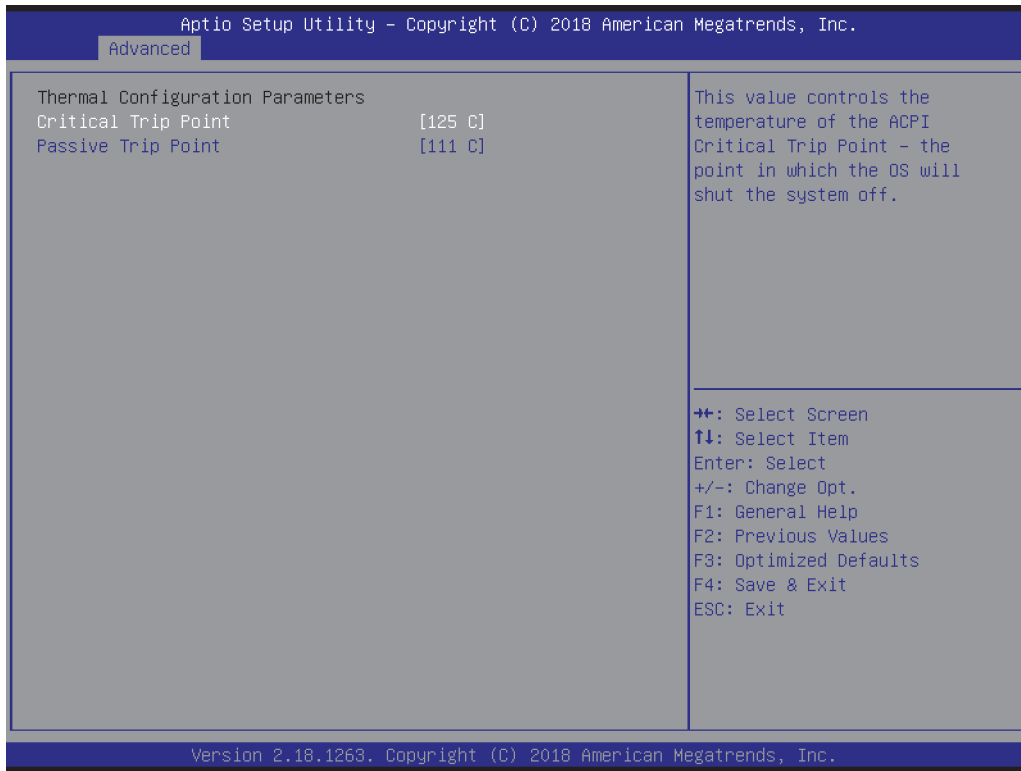 Aptio Setup Utility – Copyright (C) 2018 American Megatrends, Inc.
Advanced
Thermal Configuration Parameters
Critical Trip Point [125 C]
Passive Trip Point [111 C]
This value controls the
temperature of the ACPI
Critical Trip Point – the
point in which the OS will
shut the system off.
→←: Select Screen
↑↓: Select Item
Enter: Select
+/-: Change Opt.
F1: General Help
F2: Previous Values
F3: Optimized Defaults
F4: Save & Exit
ESC: Exit
Version 2.18.1263. Copyright (C) 2018 American Megatrends, Inc.